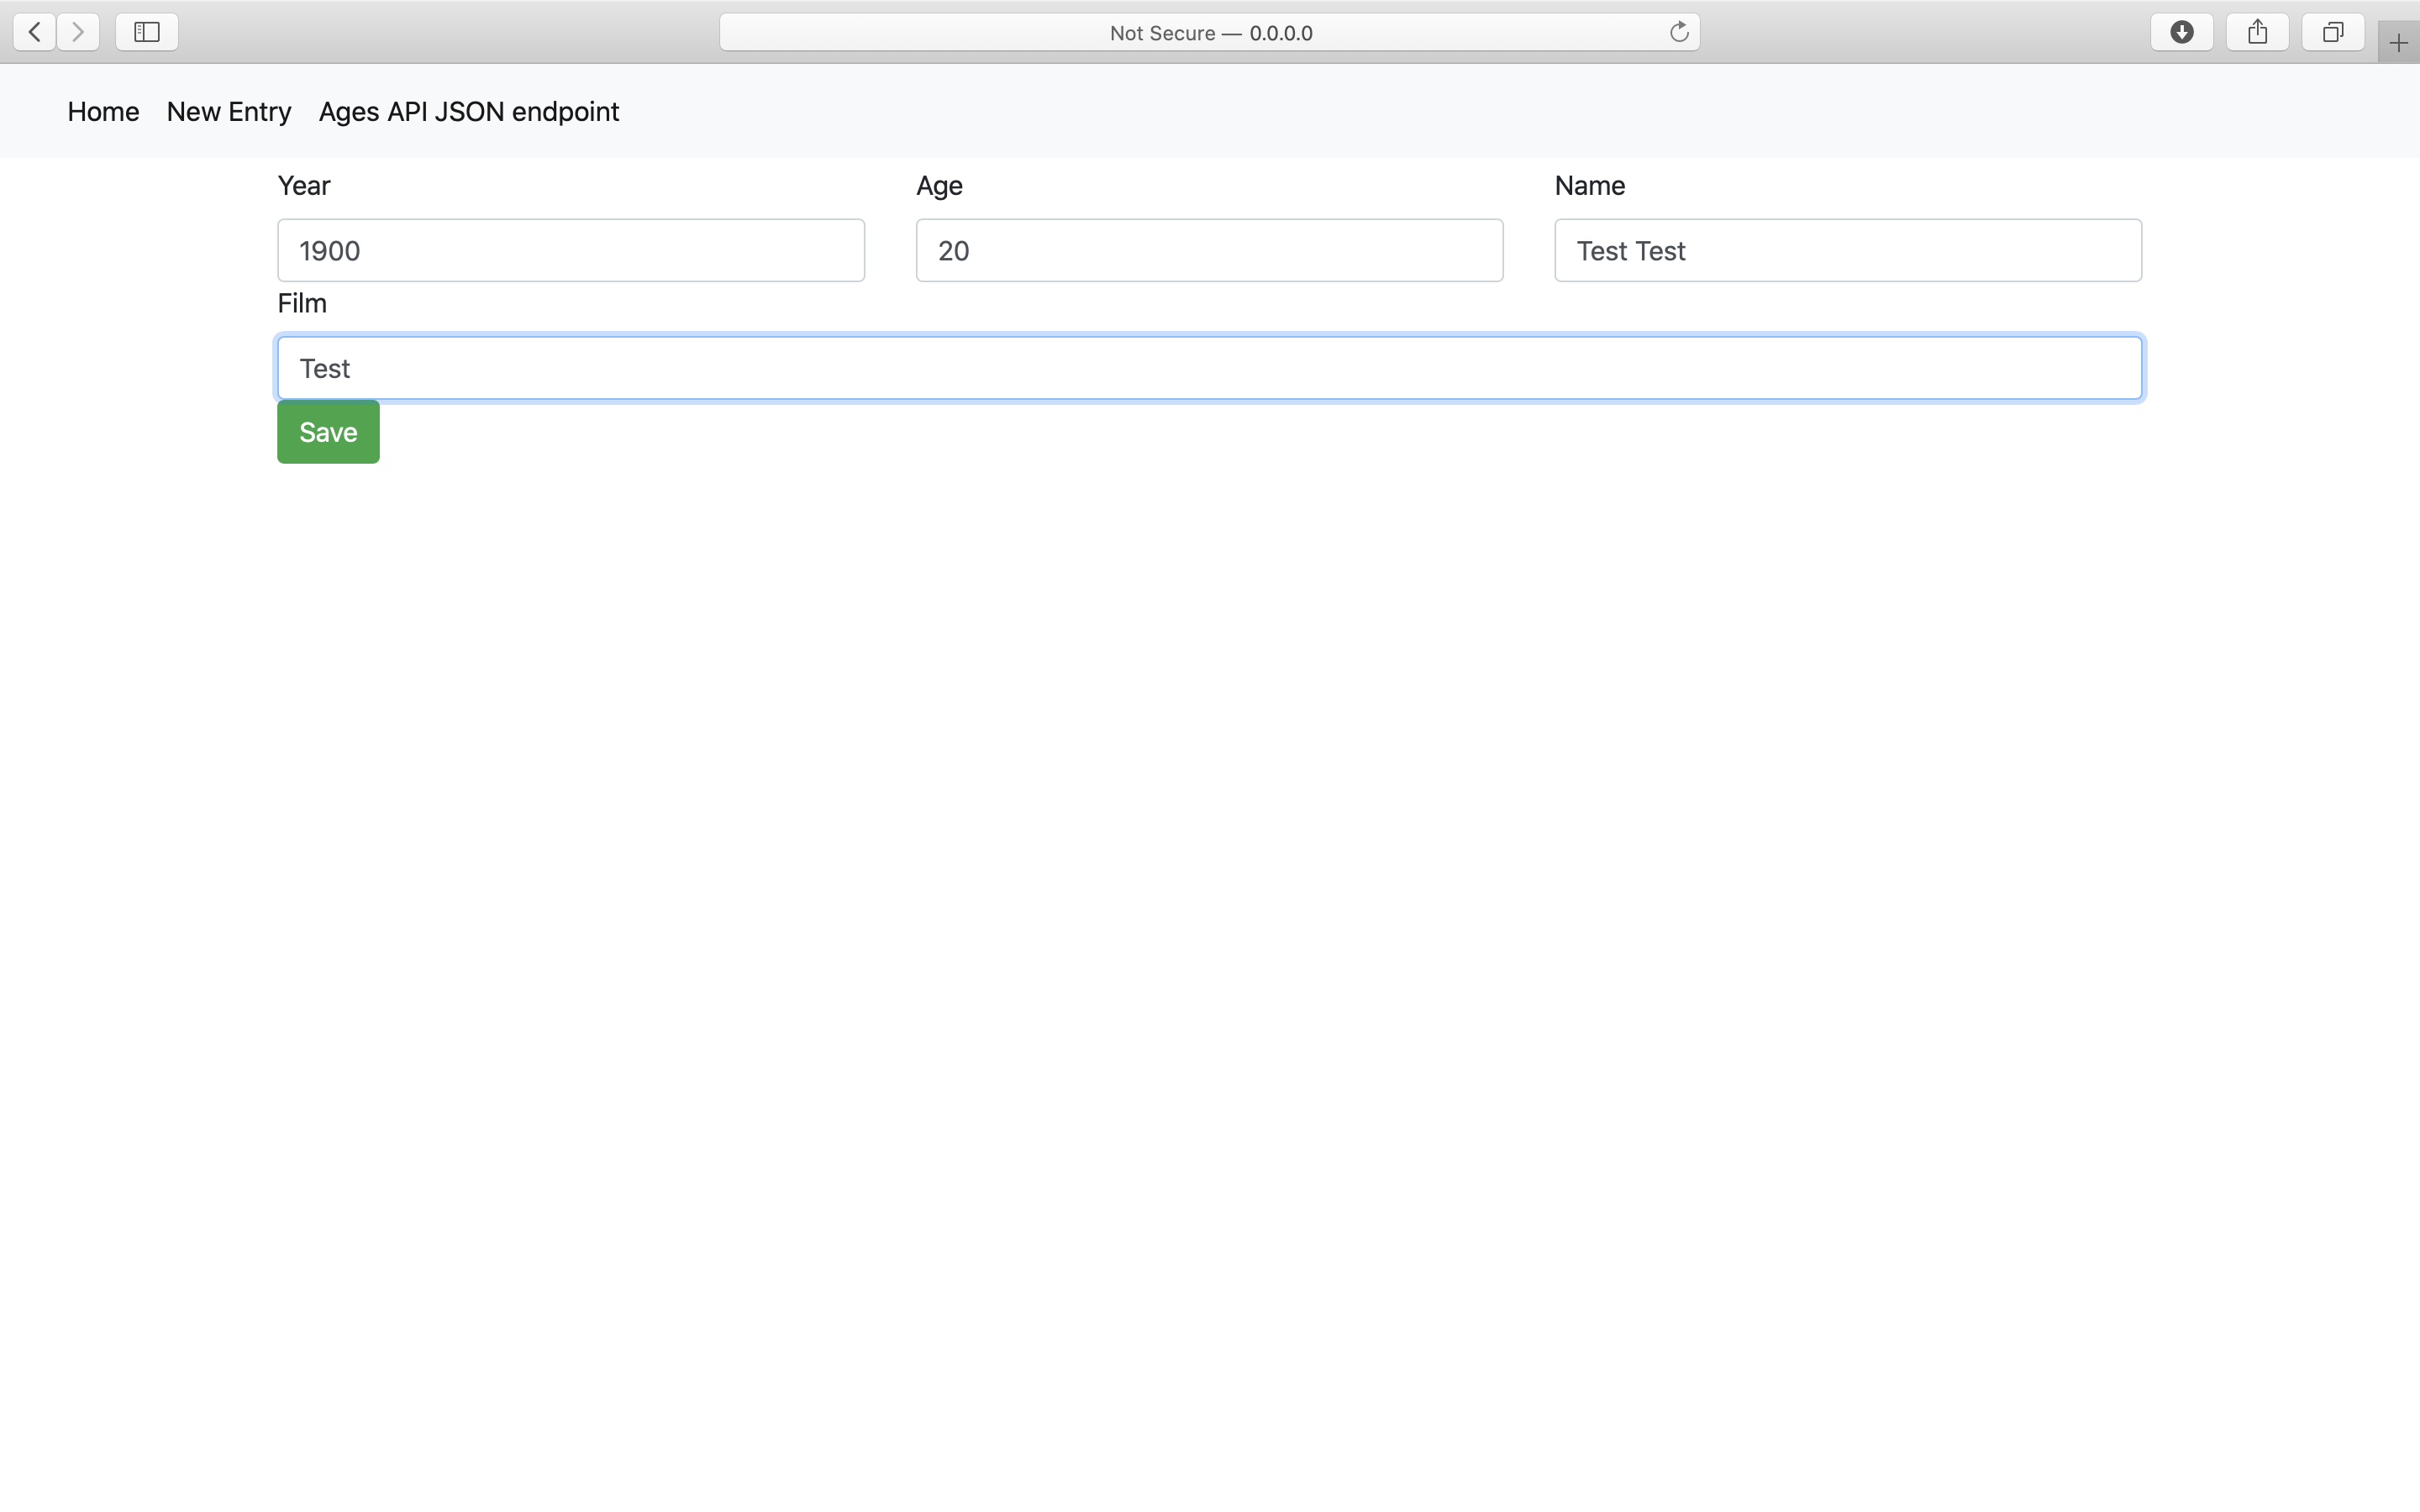 Not Secure — 0.0.0.0
Home New Entry Ages API JSON endpoint
Year Age Name
1900 20 Test Test
Film
Test
Save